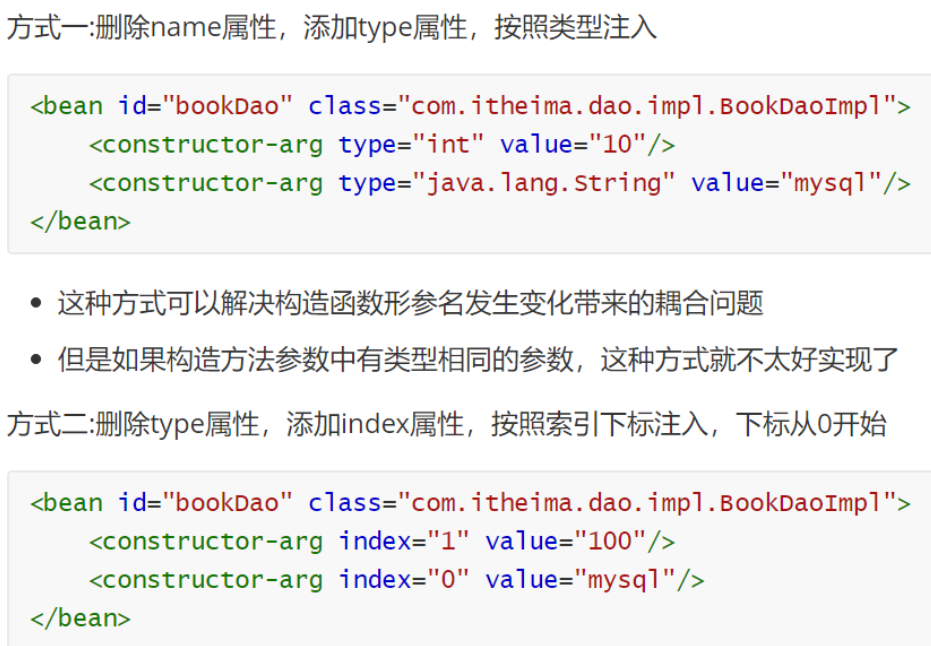 方式一:删除name属性，添加type属性，按照类型注入
<bean id="bookDao" class="com.itheima.dao.impl.BookDaoImpl">
    <constructor-arg type="int" value="10"/>
    <constructor-arg type="java.lang.String" value="mysql"/>
</bean>
• 这种方式可以解决构造函数形参名发生变化带来的耦合问题
• 但是如果构造方法参数中有类型相同的参数，这种方式就不太好实现了
方式二:删除type属性，添加index属性，按照索引下标注入，下标从0开始
<bean id="bookDao" class="com.itheima.dao.impl.BookDaoImpl">
    <constructor-arg index="1" value="100"/>
    <constructor-arg index="0" value="mysql"/>
</bean>